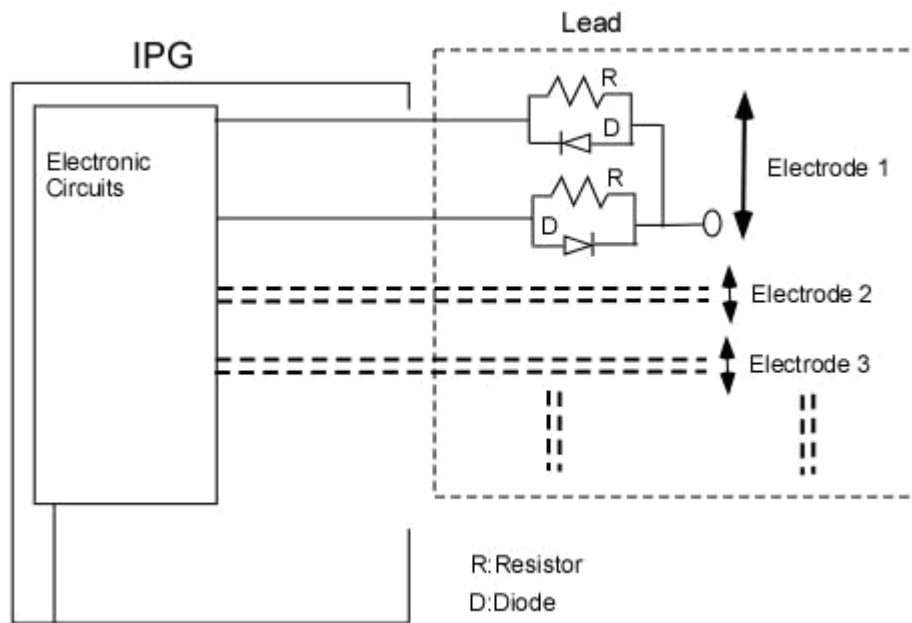 Lead
IPG
R
D
Electronic
Circuits
Electrode 1
R
D
Electrode 2
Electrode 3
R:Resistor
D:Diode